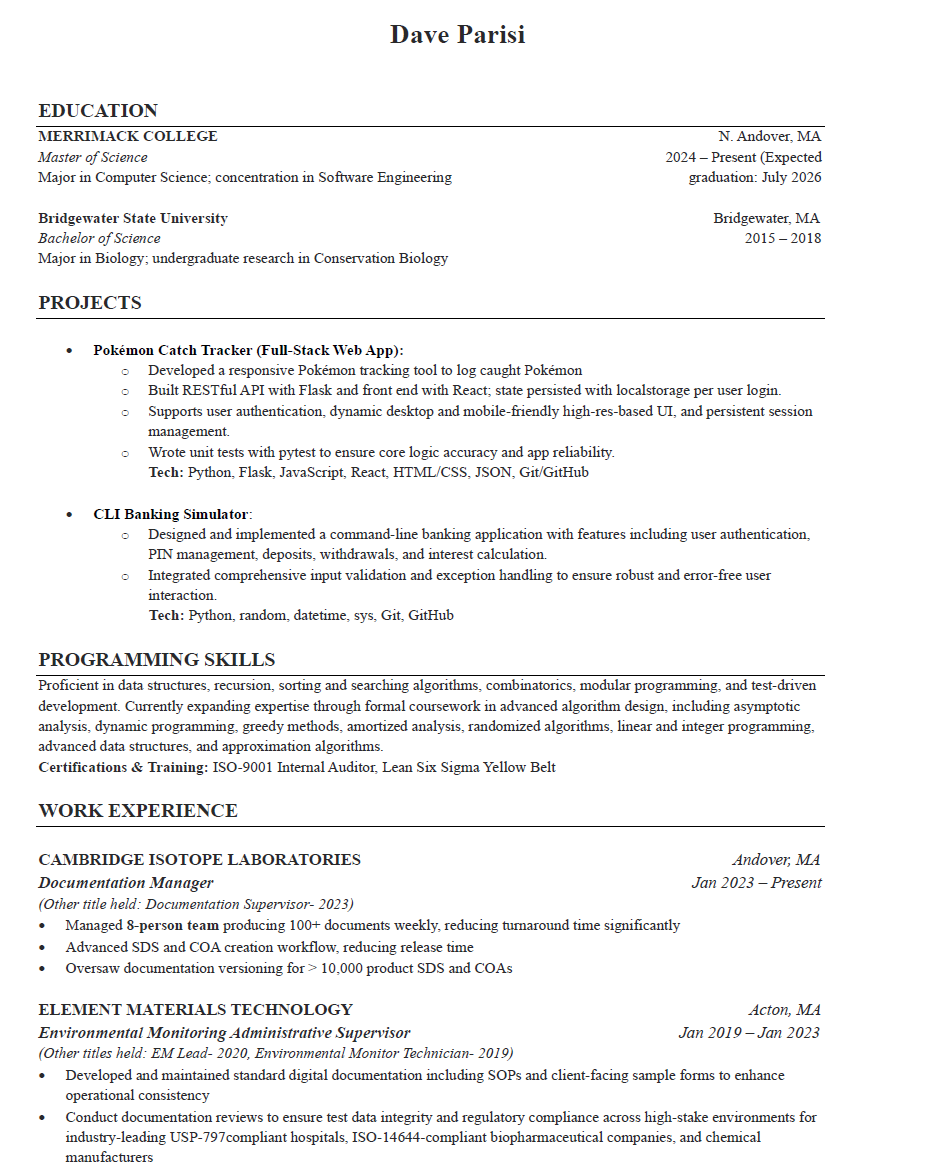 Dave Parisi
EDUCATION
MERRIMACK COLLEGE N. Andover, MA
Master of Science 2024 – Present (Expected
Major in Computer Science; concentration in Software Engineering graduation: July 2026
Bridgewater State University Bridgewater, MA
Bachelor of Science 2015 – 2018
Major in Biology; undergraduate research in Conservation Biology
PROJECTS
• Pokémon Catch Tracker (Full-Stack Web App):
○ Developed a responsive Pokémon tracking tool to log caught Pokémon
○ Built RESTful API with Flask and front end with React; state persisted with localstorage per user login.
○ Supports user authentication, dynamic desktop and mobile-friendly high-res-based UI, and persistent session
management.
○ Wrote unit tests with pytest to ensure core logic accuracy and app reliability.
Tech: Python, Flask, JavaScript, React, HTML/CSS, JSON, Git/GitHub
• CLI Banking Simulator:
○ Designed and implemented a command-line banking application with features including user authentication,
PIN management, deposits, withdrawals, and interest calculation.
○ Integrated comprehensive input validation and exception handling to ensure robust and error-free user
interaction.
Tech: Python, random, datetime, sys, Git, GitHub
PROGRAMMING SKILLS
Proficient in data structures, recursion, sorting and searching algorithms, combinatorics, modular programming, and test-driven
development. Currently expanding expertise through formal coursework in advanced algorithm design, including asymptotic
analysis, dynamic programming, greedy methods, amortized analysis, randomized algorithms, linear and integer programming,
advanced data structures, and approximation algorithms.
Certifications & Training: ISO-9001 Internal Auditor, Lean Six Sigma Yellow Belt
WORK EXPERIENCE
CAMBRIDGE ISOTOPE LABORATORIES Andover, MA
Documentation Manager Jan 2023 – Present
(Other title held: Documentation Supervisor- 2023)
• Managed 8-person team producing 100+ documents weekly, reducing turnaround time significantly
• Advanced SDS and COA creation workflow, reducing release time
• Oversaw documentation versioning for > 10,000 product SDS and COAs
ELEMENT MATERIALS TECHNOLOGY Acton, MA
Environmental Monitoring Administrative Supervisor Jan 2019 – Jan 2023
(Other titles held: EM Lead- 2020, Environmental Monitor Technician- 2019)
• Developed and maintained standard digital documentation including SOPs and client-facing sample forms to enhance
operational consistency
• Conduct documentation reviews to ensure test data integrity and regulatory compliance across high-stake environments for
industry-leading USP-797compliant hospitals, ISO-14644-compliant biopharmaceutical companies, and chemical
manufacturers